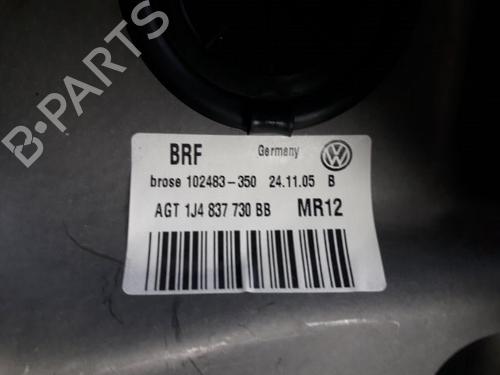 B-PARTS
BRF Germany
brose 102483-350 24.11.05 B
AGT 1J4 837 730 BB MR12